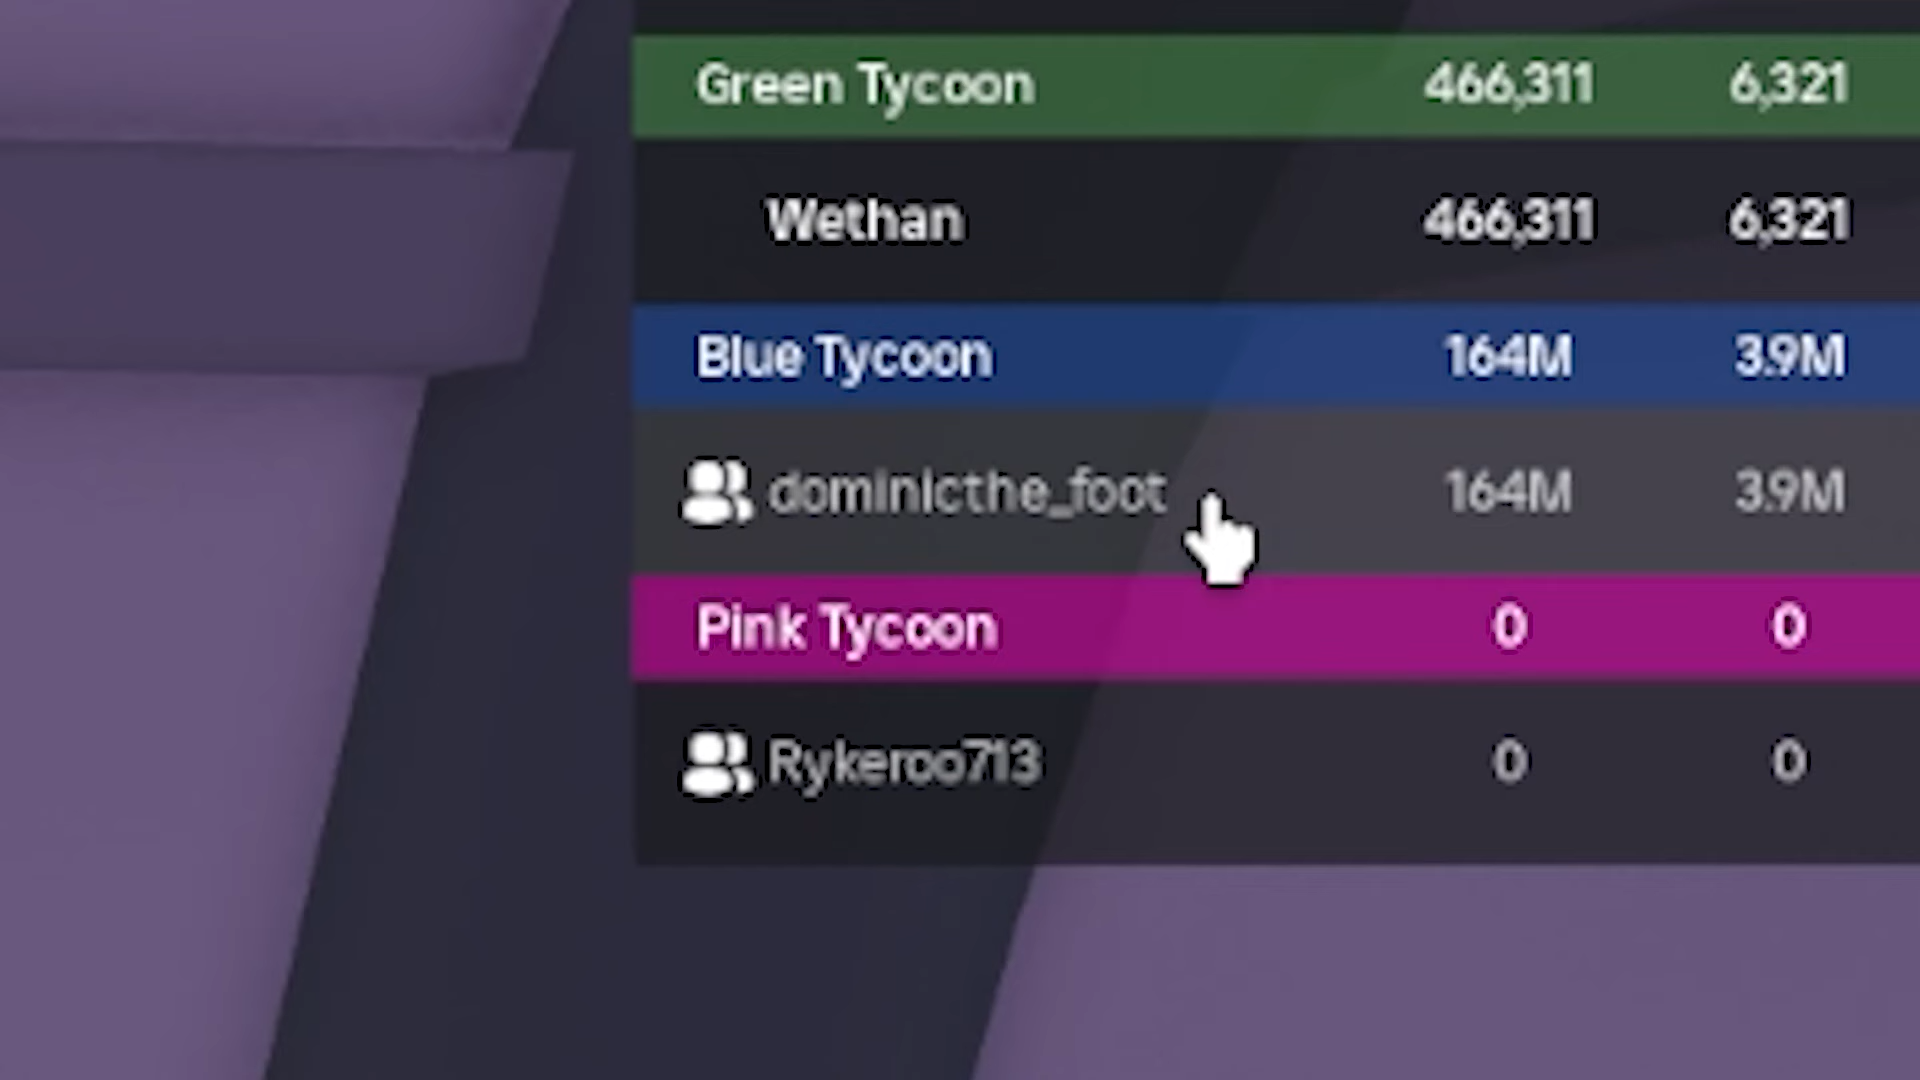 Green Tycoon 466,311 6,321
Wethan 466,311 6,321
Blue Tycoon 164M 3.9M
dominicthe_foot 164M 3.9M
Pink Tycoon 0 0
Rykeroo713 0 0